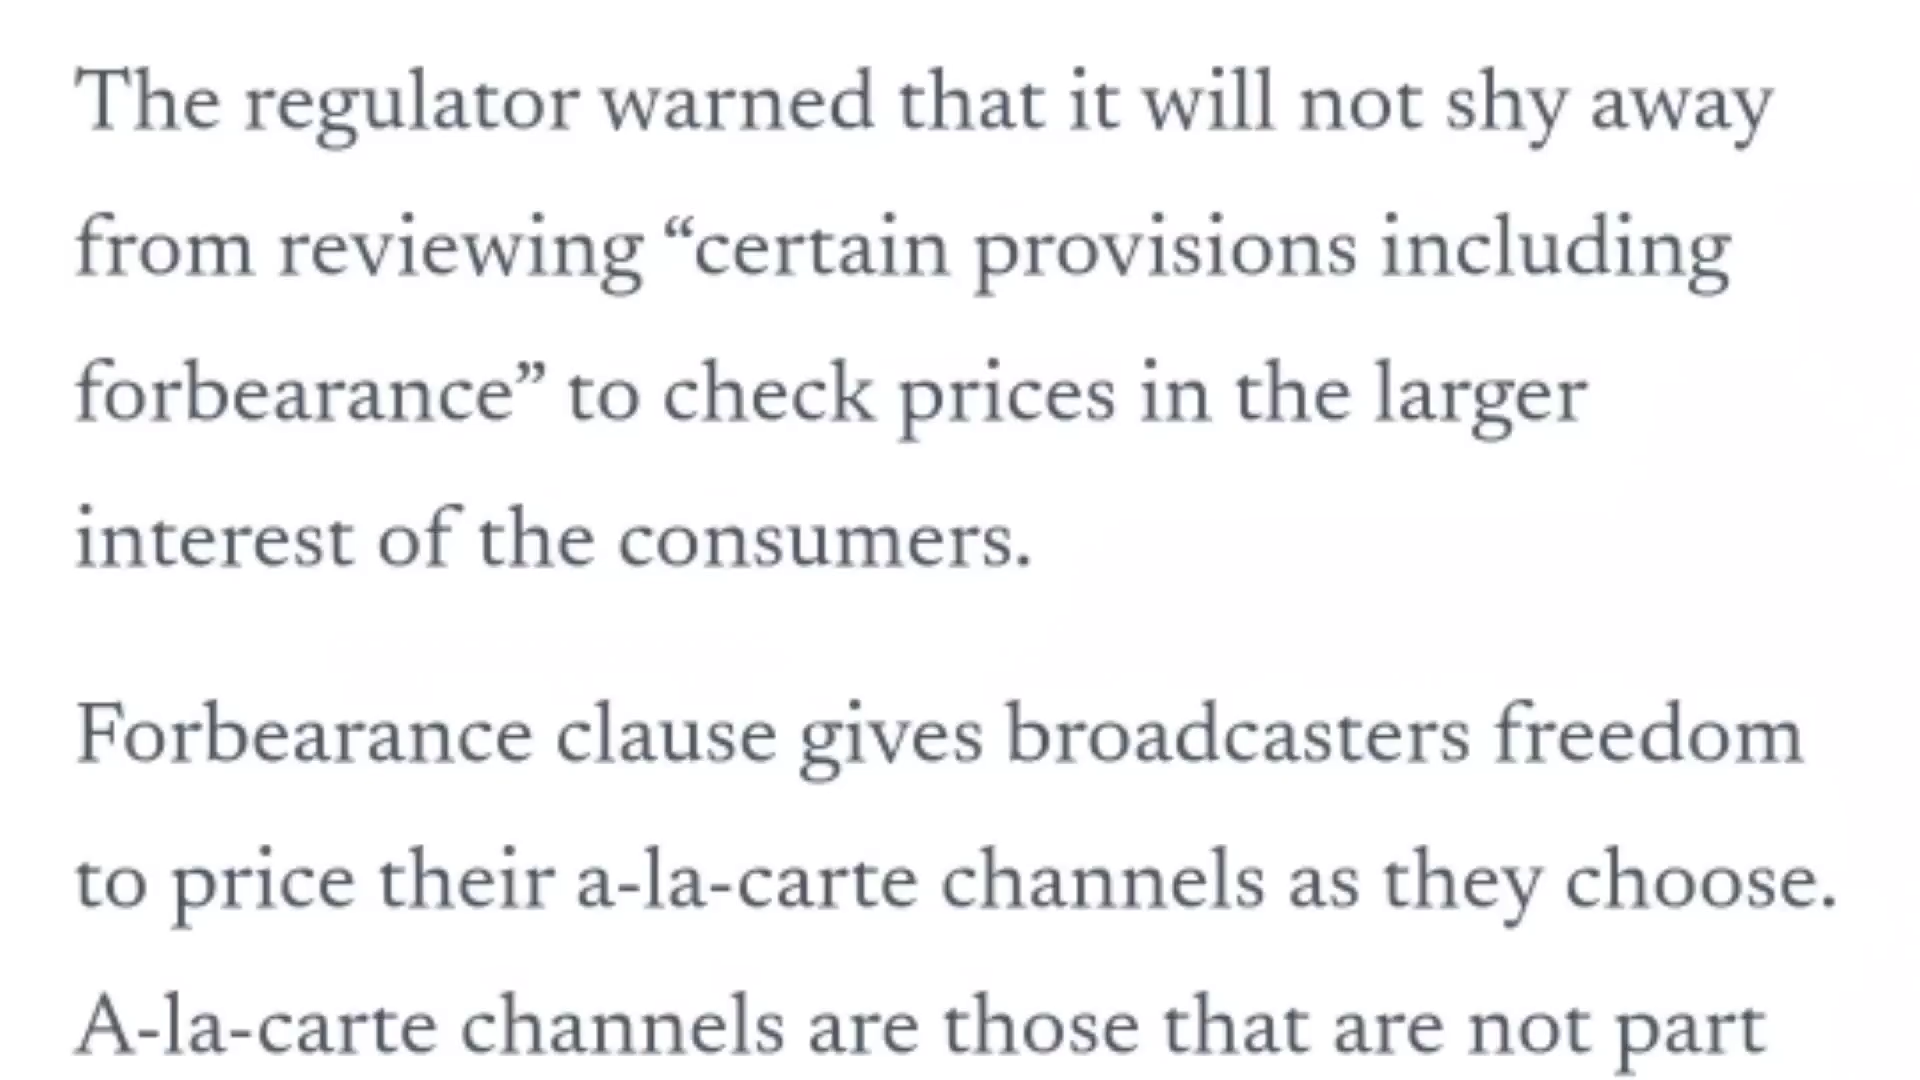 The regulator warned that it will not shy away
from reviewing “certain provisions including
forbearance” to check prices in the larger
interest of the consumers.
Forbearance clause gives broadcasters freedom
to price their a-la-carte channels as they choose.
A-la-carte channels are those that are not part